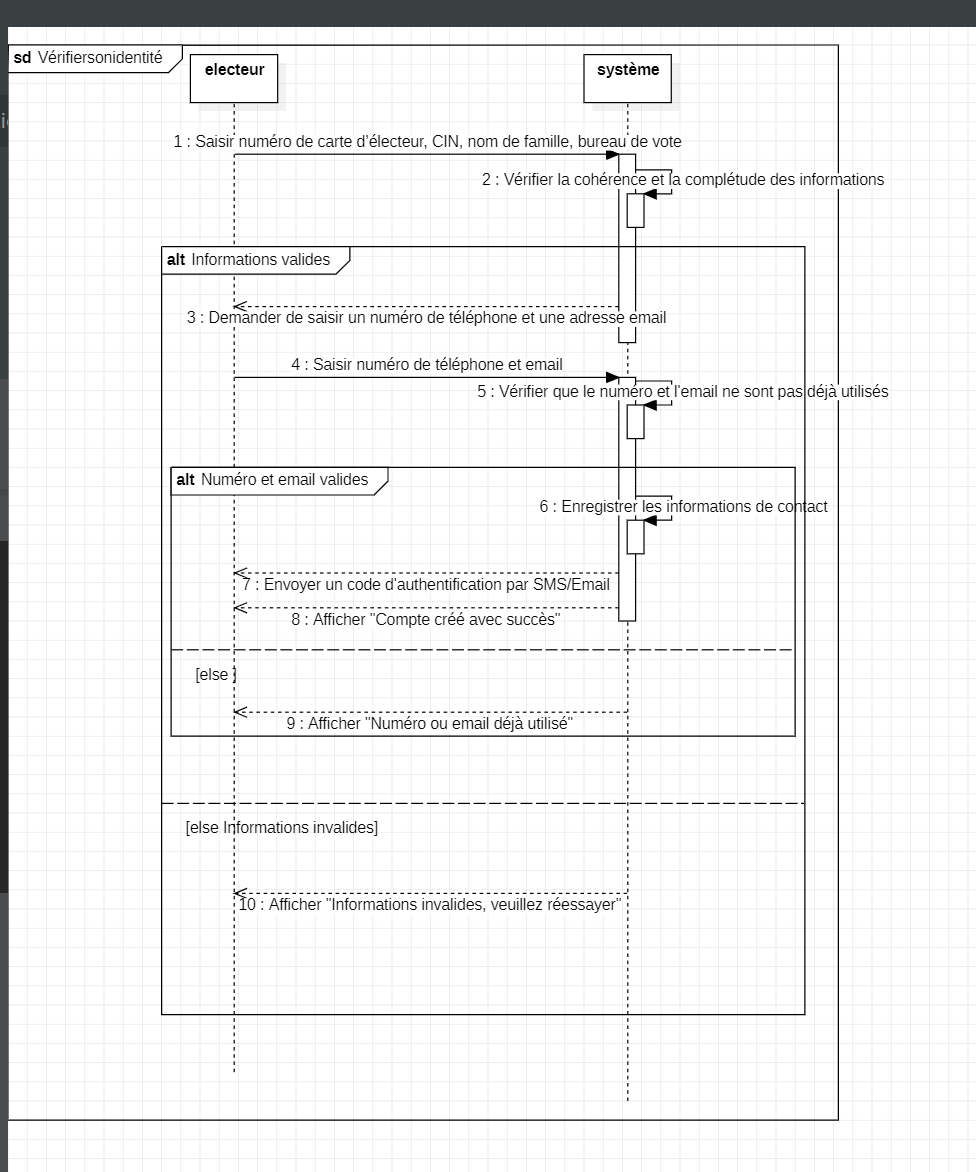 sd Vérifiersonidentité
electeur
système
1 : Saisir numéro de carte d'électeur, CIN, nom de famille, bureau de vote
2 : Vérifier la cohérence et la complétude des informations
alt Informations valides
3 : Demander de saisir un numéro de téléphone et une adresse email
4 : Saisir numéro de téléphone et email
5 : Vérifier que le numéro et l'email ne sont pas déjà utilisés
alt Numéro et email valides
6 : Enregistrer les informations de contact
7 : Envoyer un code d'authentification par SMS/Email
8 : Afficher "Compte créé avec succès"
[else ]
9 : Afficher "Numéro ou email déjà utilisé"
[else Informations invalides]
10 : Afficher "Informations invalides, veuillez réessayer"